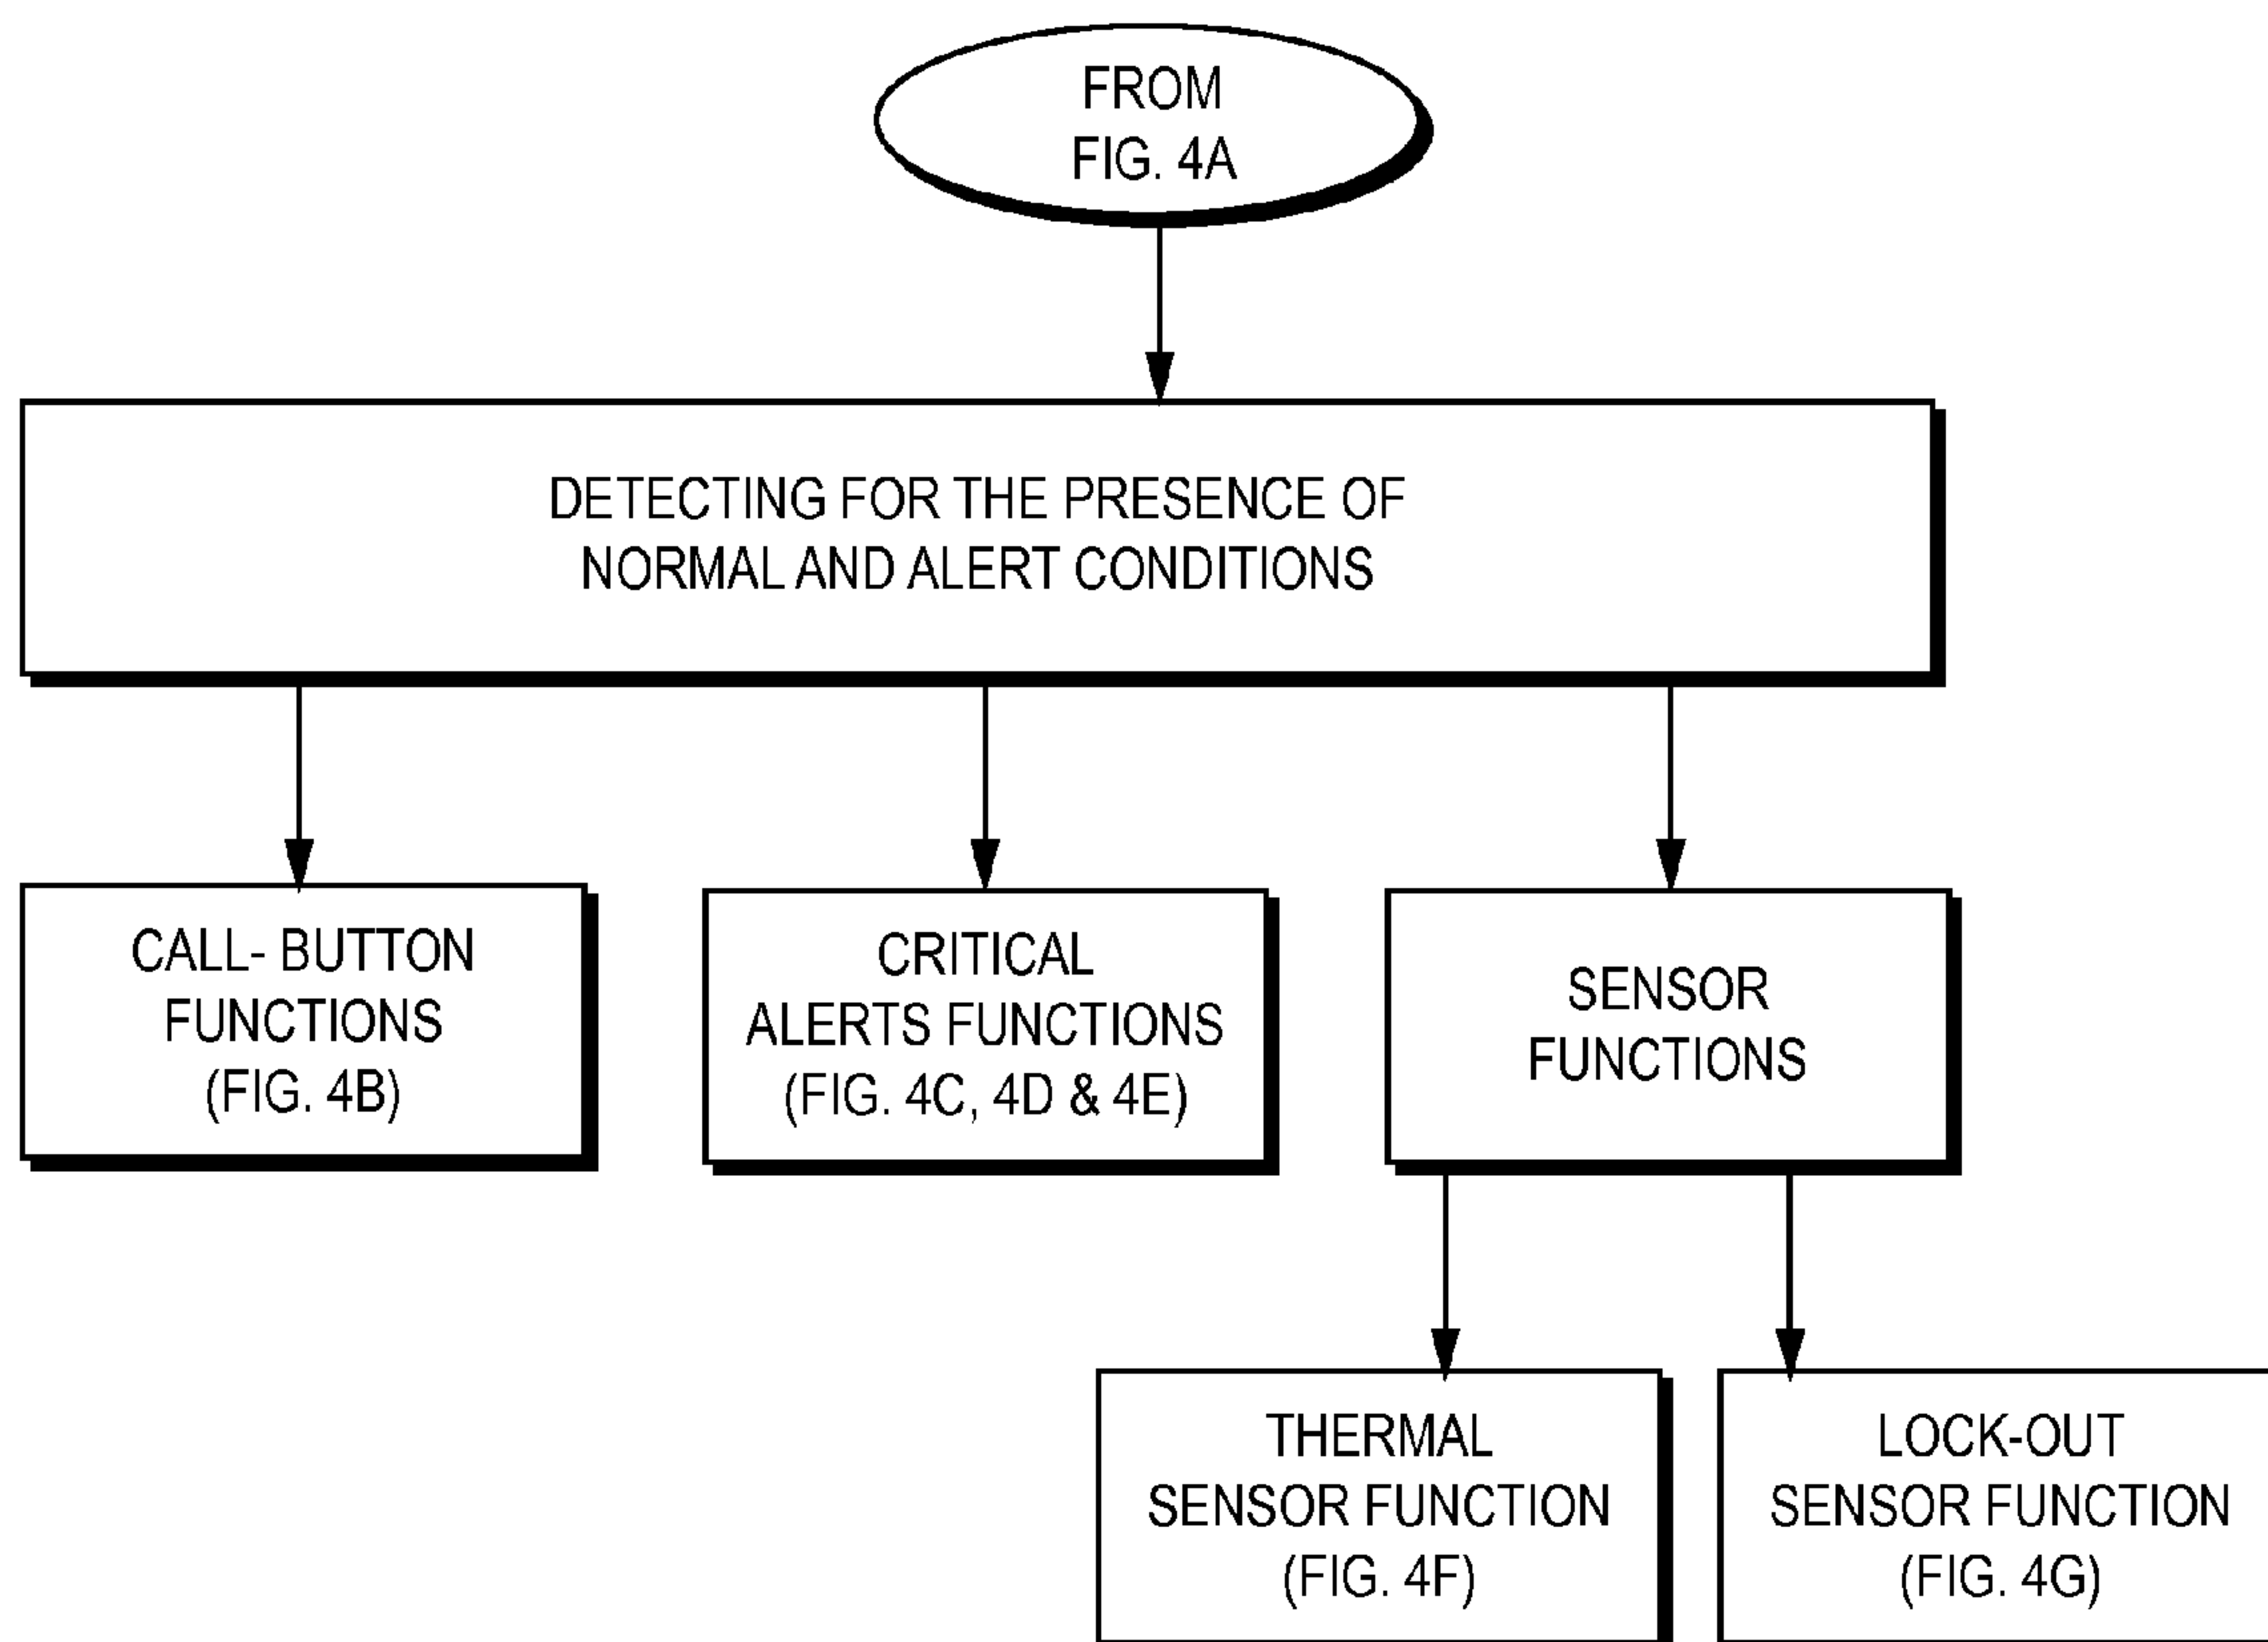 FROM
FIG. 4A
DETECTING FOR THE PRESENCE OF
NORMAL AND ALERT CONDITIONS
CALL- BUTTON
FUNCTIONS
(FIG. 4B)
CRITICAL
ALERTS FUNCTIONS
(FIG. 4C, 4D & 4E)
SENSOR
FUNCTIONS
THERMAL
SENSOR FUNCTION
(FIG. 4F)
LOCK-OUT
SENSOR FUNCTION
(FIG. 4G)